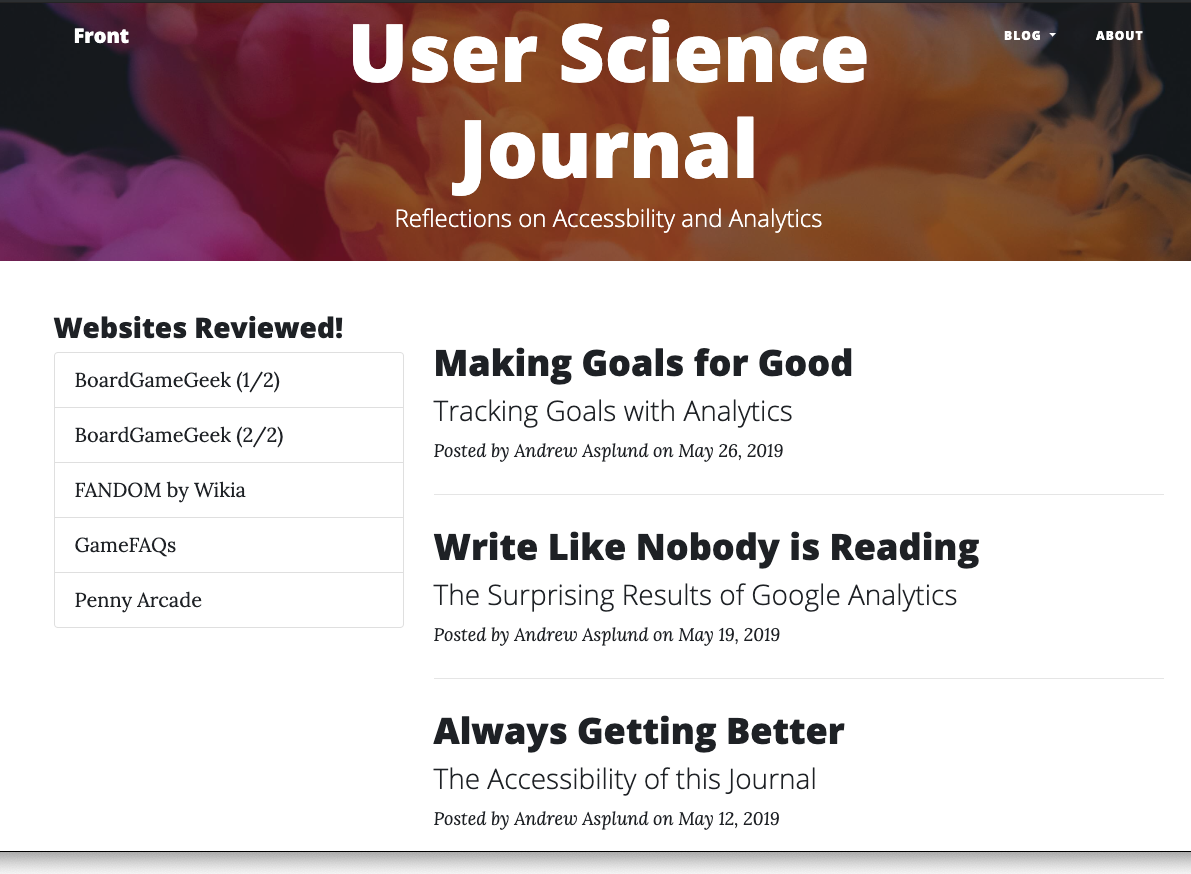 Front
BLOG
ABOUT
User Science
Journal
Reflections on Accessbility and Analytics
Websites Reviewed!
BoardGameGeek (1/2)
BoardGameGeek (2/2)
FANDOM by Wikia
GameFAQs
Penny Arcade
Making Goals for Good
Tracking Goals with Analytics
Posted by Andrew Asplund on May 26, 2019
Write Like Nobody is Reading
The Surprising Results of Google Analytics
Posted by Andrew Asplund on May 19, 2019
Always Getting Better
The Accessibility of this Journal
Posted by Andrew Asplund on May 12, 2019